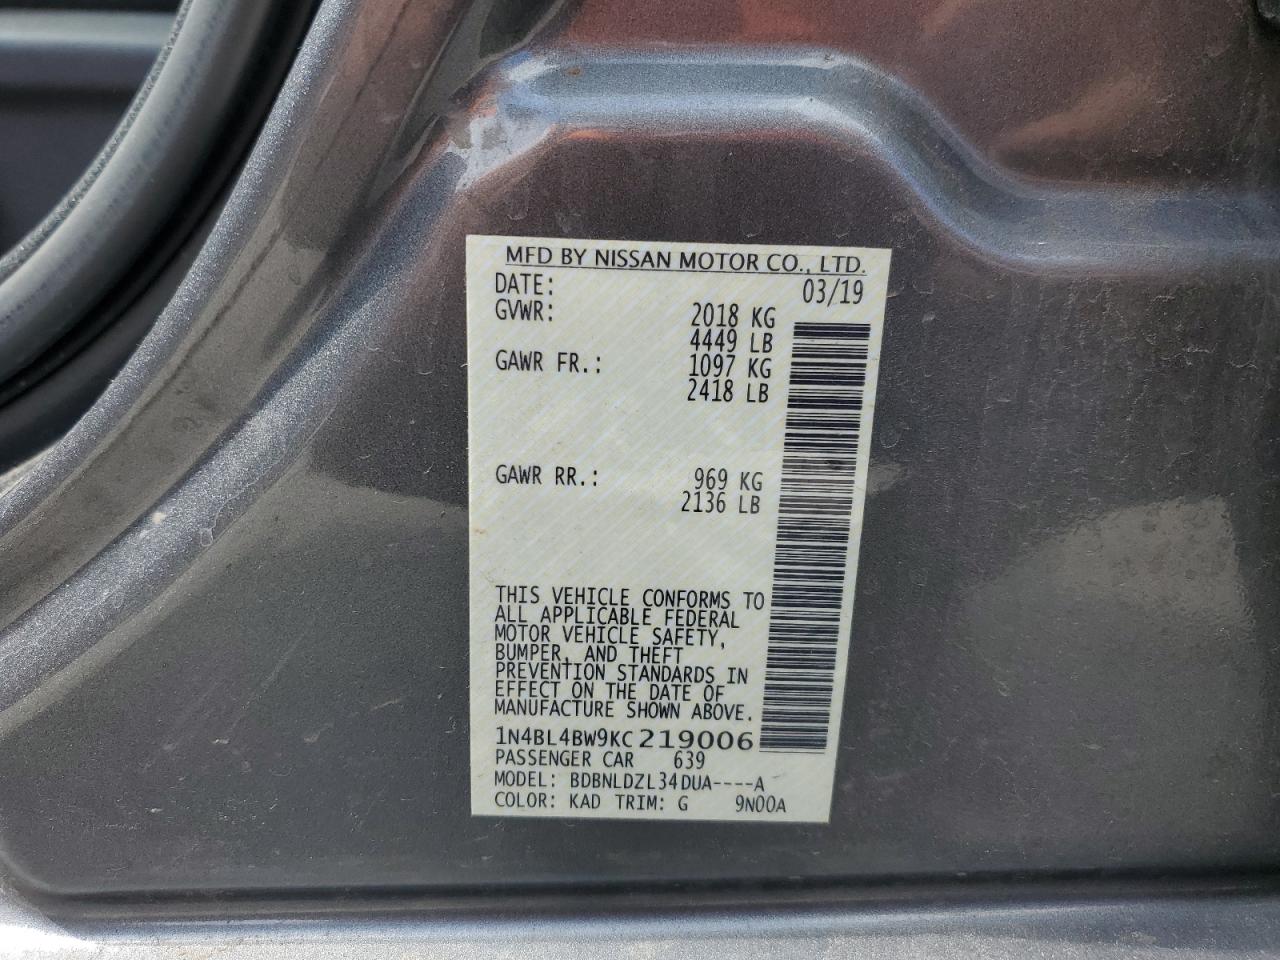 MFD BY NISSAN MOTOR CO., LTD.
DATE: 03/19
GVWR: 2018 KG
4449 LB
GAWR FR.: 1097 KG
2418 LB
GAWR RR.: 969 KG
2136 LB
THIS VEHICLE CONFORMS TO
ALL APPLICABLE FEDERAL
MOTOR VEHICLE SAFETY,
BUMPER, AND THEFT
PREVENTION STANDARDS IN
EFFECT ON THE DATE OF
MANUFACTURE SHOWN ABOVE.
1N4BL4BW9KC219006
PASSENGER CAR 639
MODEL: BDBNLDZL34DUA----A
COLOR: KAD TRIM: G 9N00A